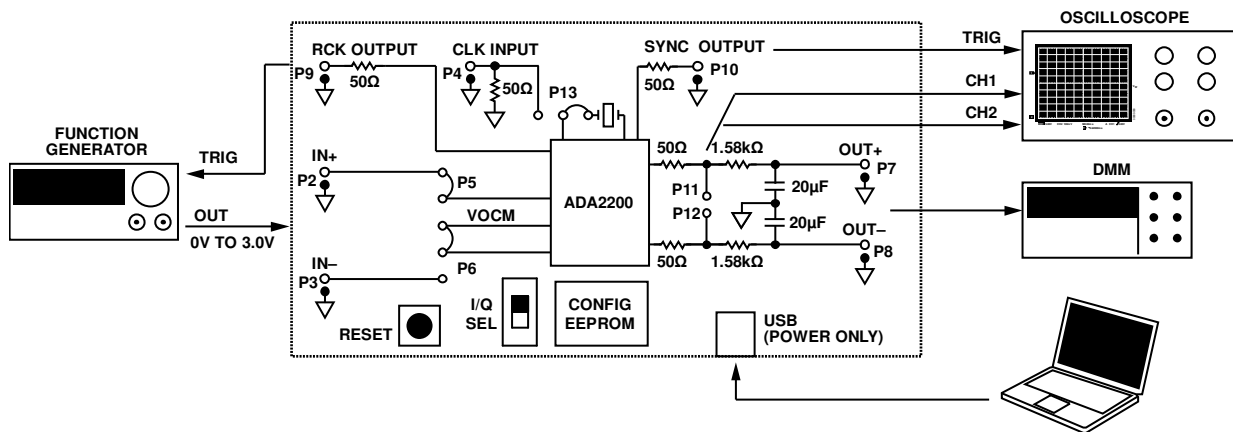 OSCILLOSCOPE
RCK OUTPUT
CLK INPUT
SYNC OUTPUT
TRIG
P9
50Ω
P4
50Ω
P13
50Ω
P10
CH1
CH2
FUNCTION
GENERATOR
TRIG
OUT
0V TO 3.0V
IN+
P2
P5
VOCM
ADA2200
50Ω
1.58kΩ
OUT+
P7
P11
P12
20µF
20µF
DMM
IN–
P3
P6
50Ω
1.58kΩ
OUT–
P8
RESET
I/Q
SEL
CONFIG
EEPROM
USB
(POWER ONLY)